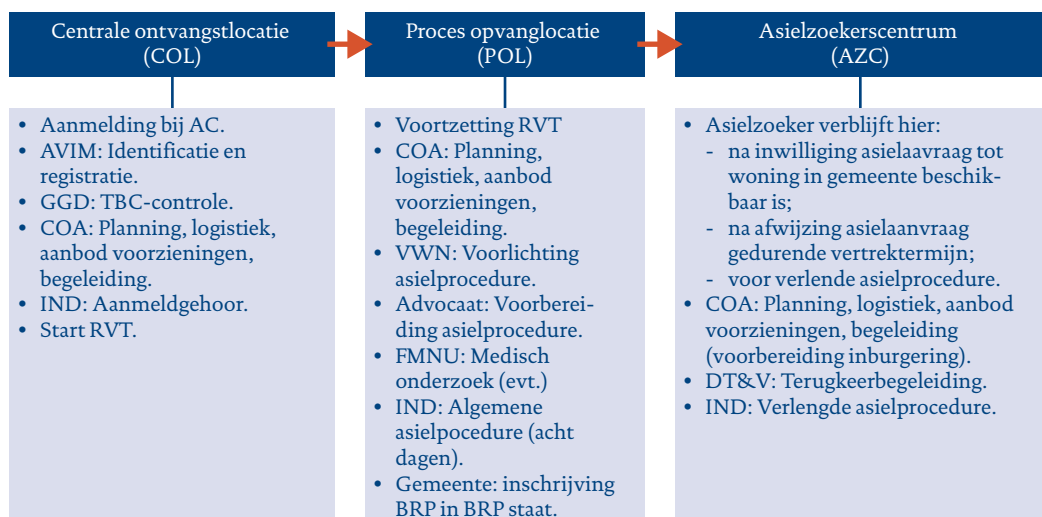 Centrale ontvangstlocatie
(COL)
• Aanmelding bij AC.
• AVIM: Identificatie en
registratie.
• GGD: TBC-controle.
• COA: Planning, logistiek,
aanbod voorzieningen,
begeleiding.
• IND: Aanmeldgehoor.
• Start RVT.
Proces opvanglocatie
(POL)
• Voortzetting RVT
• COA: Planning,
logistiek, aanbod
voorzieningen,
begeleiding.
• VWN: Voorlichting
asielprocedure.
• Advocaat: Voorberei-
ding asielprocedure.
• FMNU: Medisch
onderzoek (evt.)
• IND: Algemene
asielpocedure (acht
dagen).
• Gemeente: inschrijving
BRP in BRP staat.
Asielzoekerscentrum
(AZC)
• Asielzoeker verblijft hier:
- na inwilliging asielaavraag tot
woning in gemeente beschik-
baar is;
- na afwijzing asielaanvraag
gedurende vertrektermijn;
- voor verlende asielprocedure.
• COA: Planning, logistiek, aanbod
voorzieningen, begeleiding
(voorbereiding inburgering).
• DT&V: Terugkeerbegeleiding.
• IND: Verlengde asielprocedure.